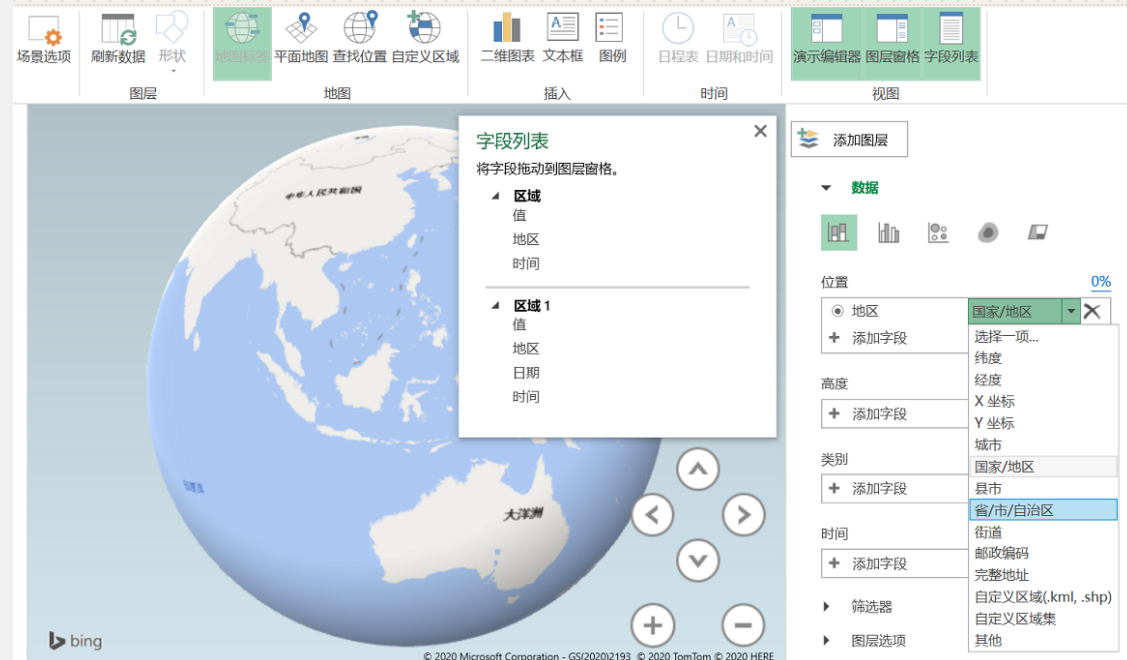 场景选项
刷新数据
形状
地图标签
平面地图
查找位置
自定义区域
二维图表
文本框
图例
日程表
日期和时间
演示编辑器
图层窗格
字段列表
图层
地图
插入
时间
视图
中华人民共和国
印度洋
大洋洲
字段列表
将字段拖动到图层窗格。
区域
值
地区
时间
区域 1
值
地区
日期
时间
添加图层
数据
位置
0%
地区
国家/地区
添加字段
高度
添加字段
类别
添加字段
时间
添加字段
筛选器
图层选项
选择一项...
纬度
经度
X 坐标
Y 坐标
城市
国家/地区
县市
省/市/自治区
街道
邮政编码
完整地址
自定义区域(.kml, .shp)
自定义区域集
其他
bing
© 2020 Microsoft Corporation - GS(2020)2193 © 2020 TomTom © 2020 HERE